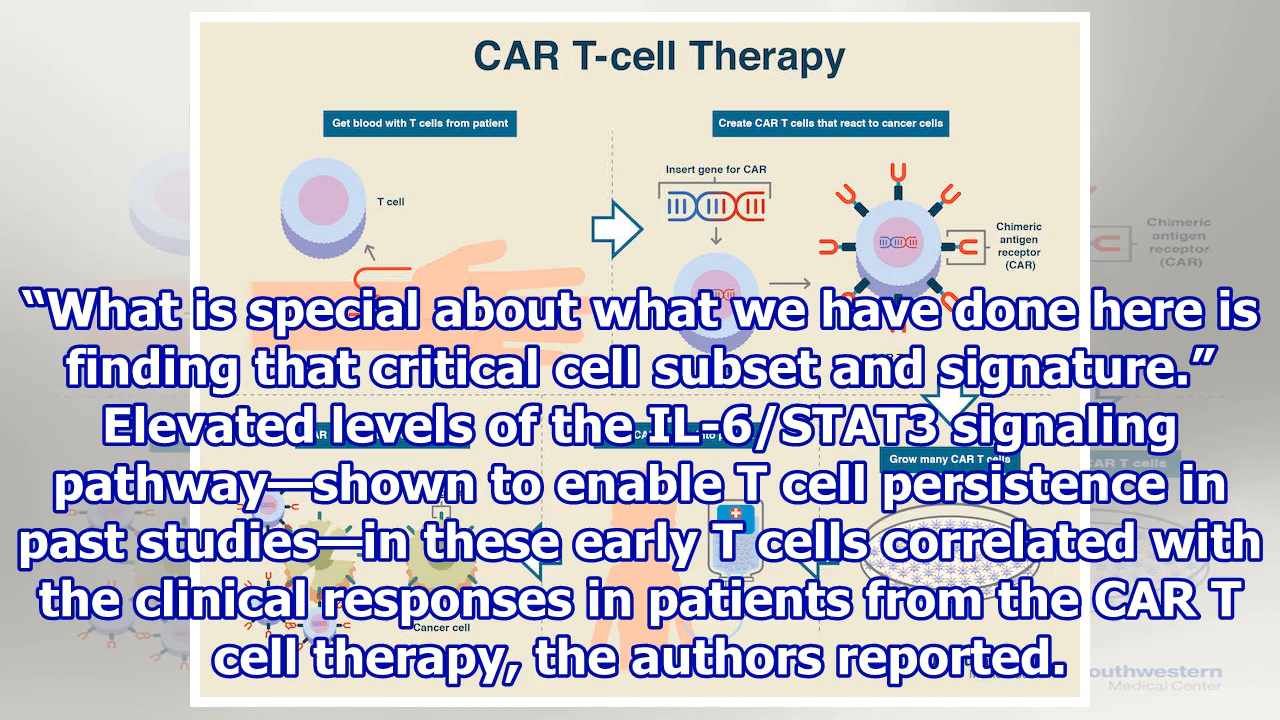 CAR T-cell Therapy
Get blood with T cells from patient
Create CAR T cells that react to cancer cells
Insert gene for CAR
T cell
Chimeric
antigen
receptor
(CAR)
Chimeric
antigen
receptor
(CAR)
“What is special about what we have done here is
finding that critical cell subset and signature.”
Elevated levels of the IL-6/STAT3 signaling
pathway—shown to enable T cell persistence in
past studies—in these early T cells correlated with
the clinical responses in patients from the CAR T
cell therapy, the authors reported.
Grow many CAR T cells
CAR T cells
Cancer cell
outhwestern
Medical Center